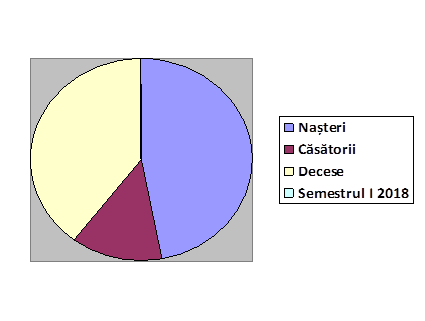 Nașteri
Căsătorii
Decese
Semestrul I 2018